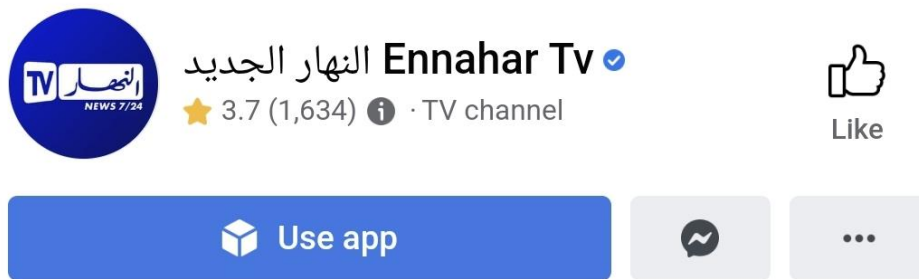 النهار TV
NEWS 7/24
Ennahar Tv النهار الجديد
3.7 (1,634) · TV channel
Like
Use app